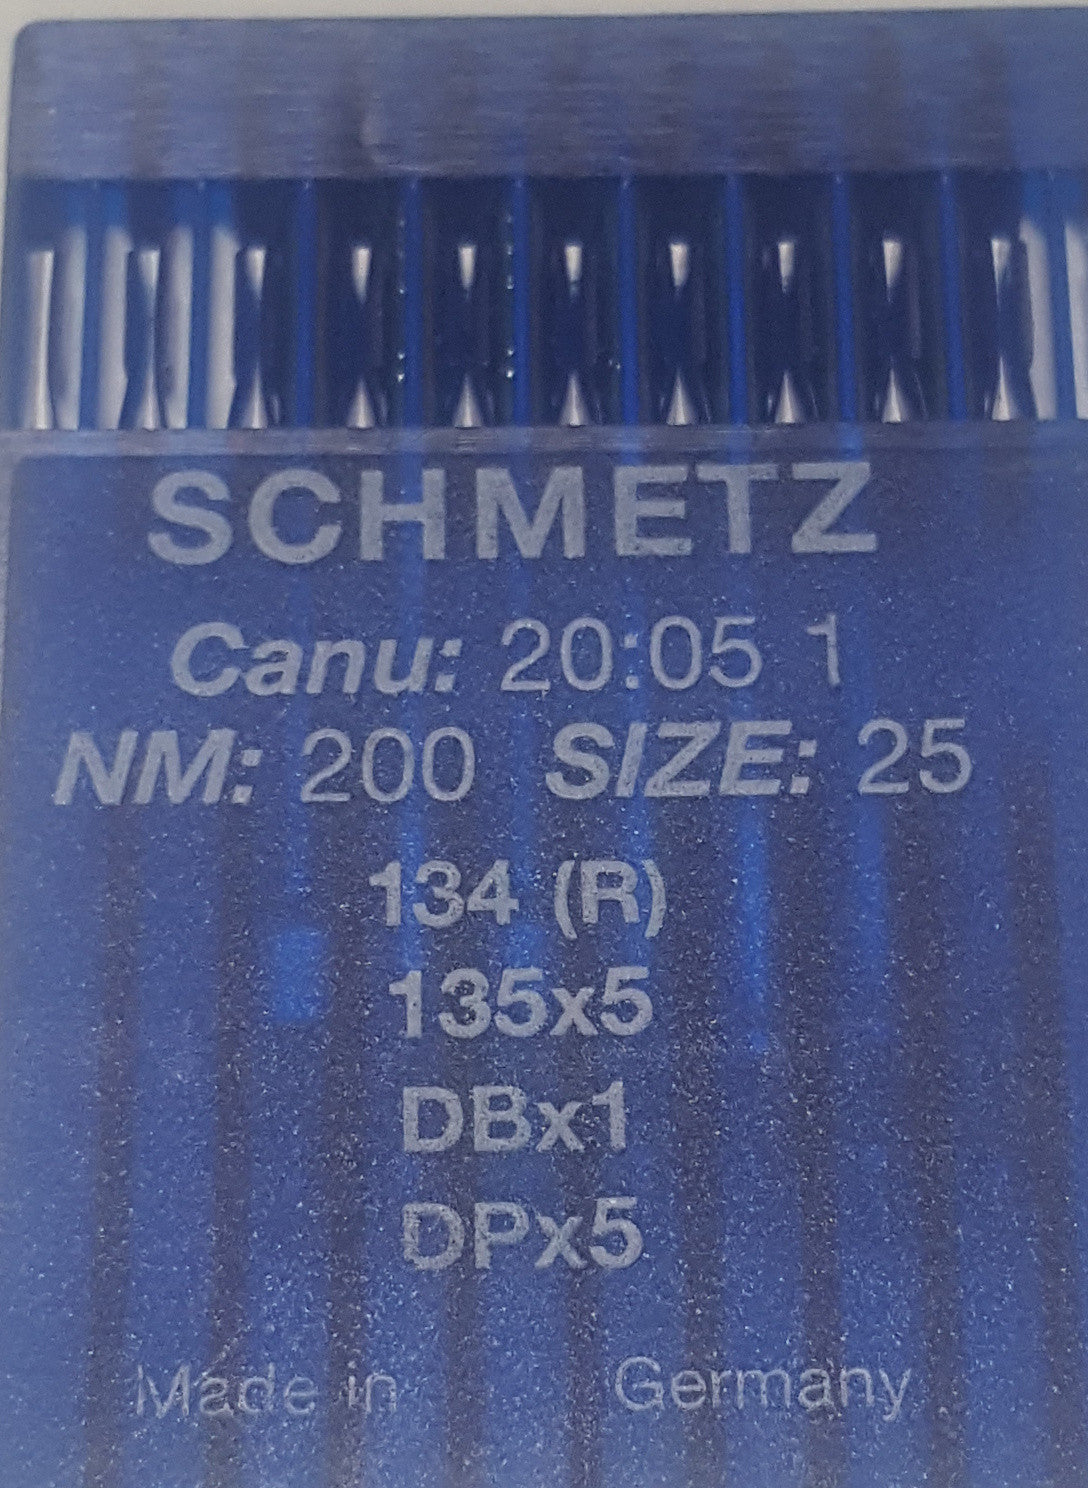 SCHMETZ
Canu: 20:05 1
NM: 200 SIZE: 25
134 (R)
135x5
DBx1
DPx5
Made in Germany